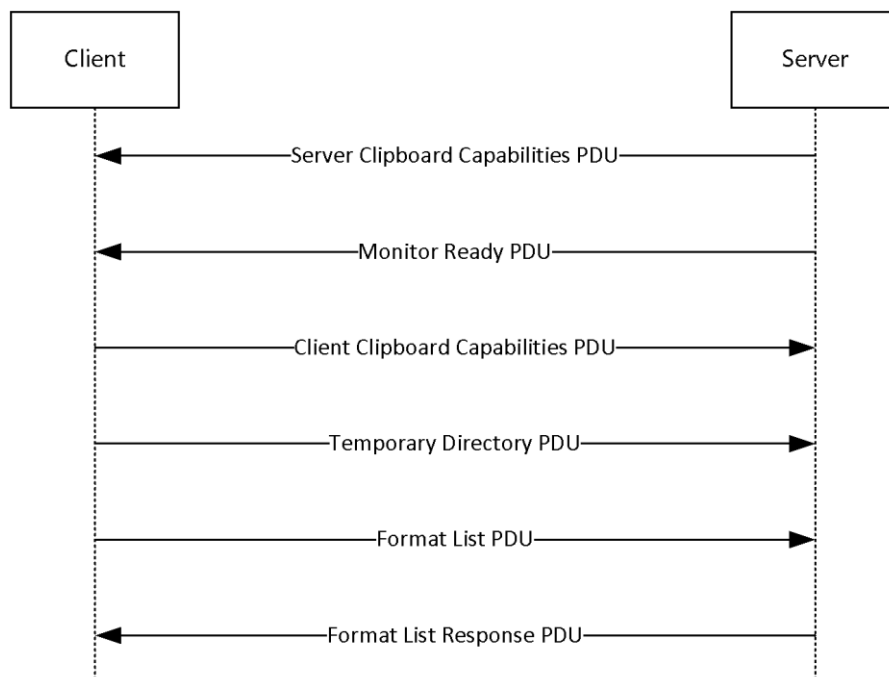 Client
Server
Server Clipboard Capabilities PDU
Monitor Ready PDU
Client Clipboard Capabilities PDU
Temporary Directory PDU
Format List PDU
Format List Response PDU